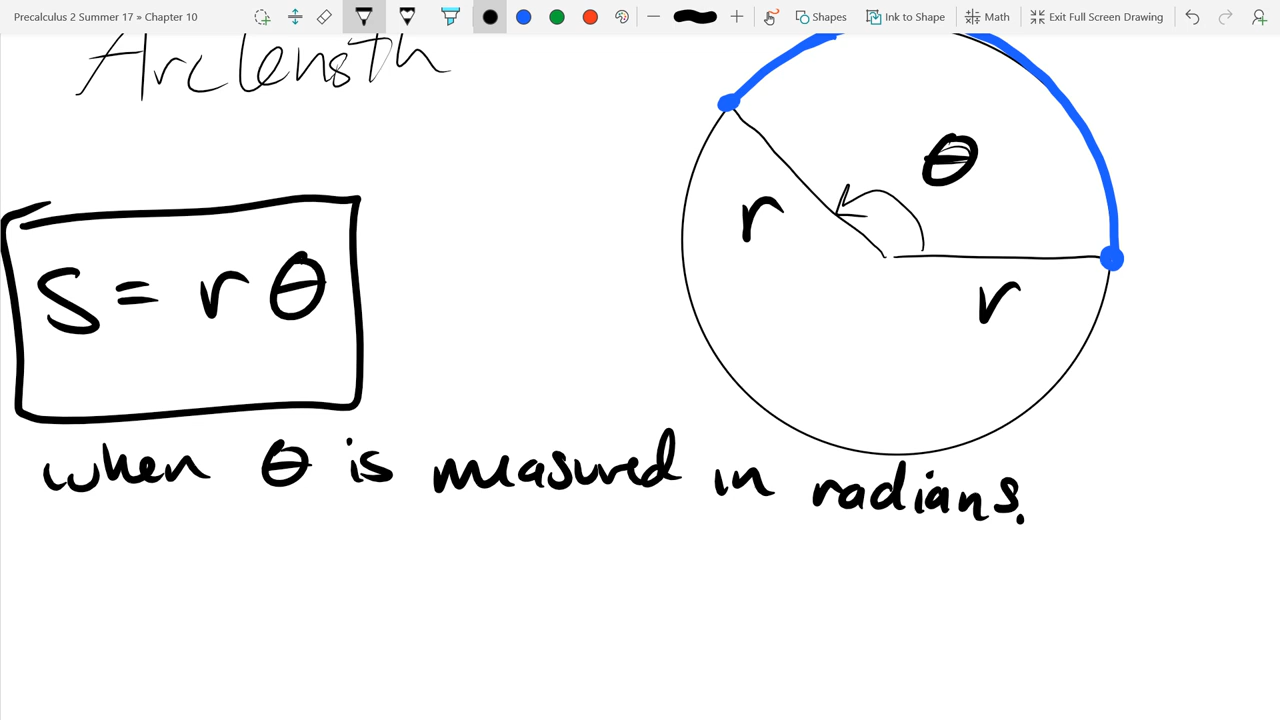 Precalculus 2 Summer 17 » Chapter 10
Shapes
Ink to Shape
Math
Exit Full Screen Drawing
Arclength
θ
r
r
S = r θ
when θ is measured in radians.